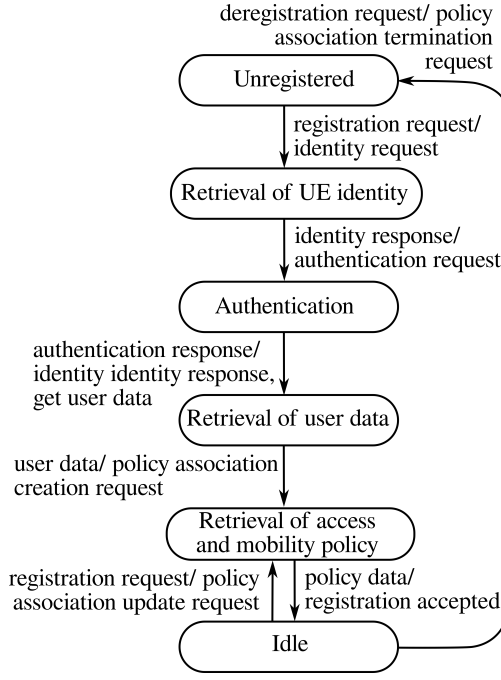 deregistration request/ policy
association termination
request
Unregistered
registration request/
identity request
Retrieval of UE identity
identity response/
authentication request
Authentication
authentication response/
identity identity response,
get user data
Retrieval of user data
user data/ policy association
creation request
Retrieval of access
and mobility policy
registration request/ policy
association update request
policy data/
registration accepted
Idle